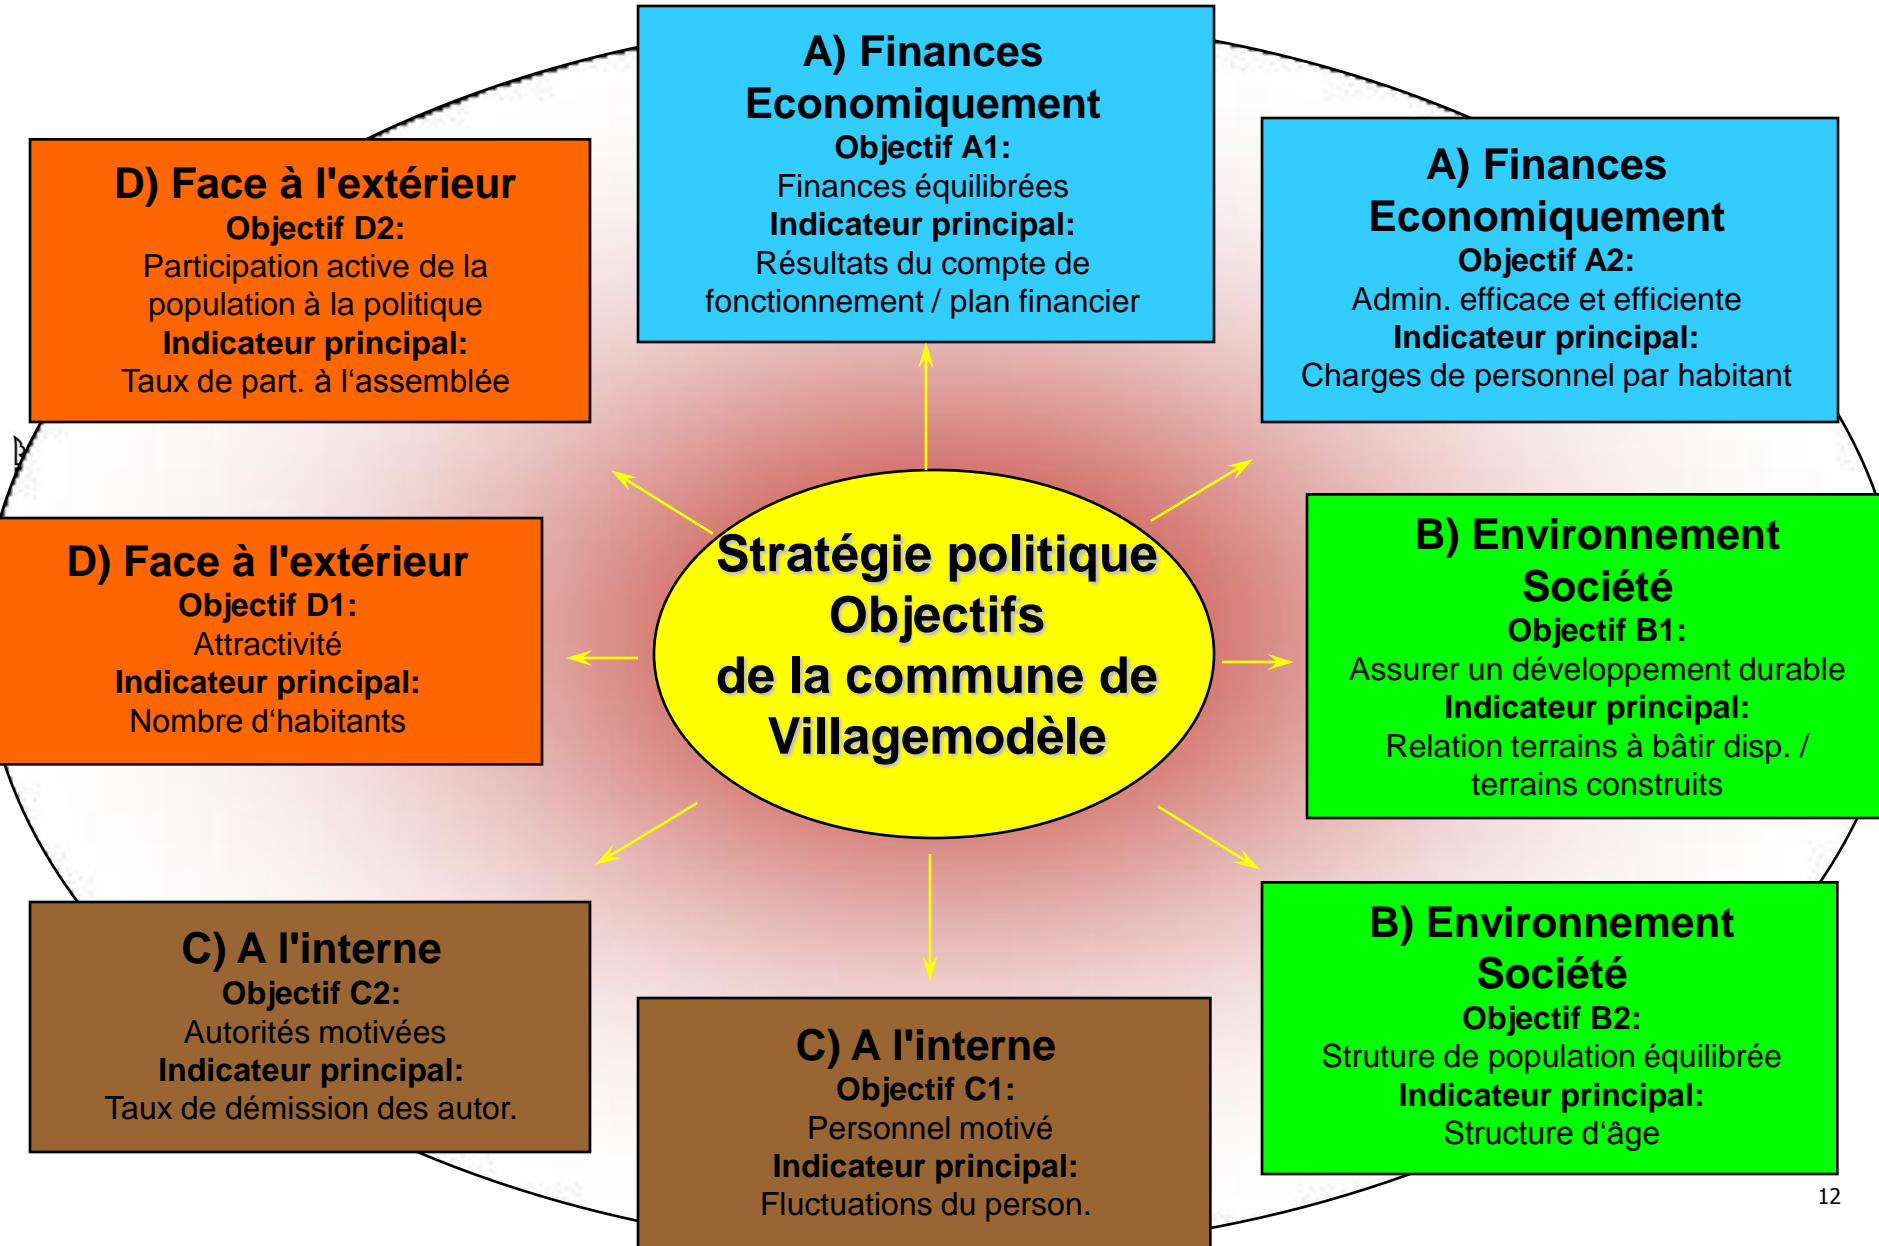 A) Finances
Economiquement
Objectif A1:
Finances équilibrées
Indicateur principal:
Résultats du compte de
fonctionnement / plan financier
A) Finances
Economiquement
Objectif A2:
Admin. efficace et efficiente
Indicateur principal:
Charges de personnel par habitant
D) Face à l'extérieur
Objectif D2:
Participation active de la
population à la politique
Indicateur principal:
Taux de part. à l‘assemblée
Stratégie politique
Objectifs
de la commune de
Villagemodèle
B) Environnement
Société
Objectif B1:
Assurer un développement durable
Indicateur principal:
Relation terrains à bâtir disp. /
terrains construits
D) Face à l'extérieur
Objectif D1:
Attractivité
Indicateur principal:
Nombre d‘habitants
B) Environnement
Société
Objectif B2:
Struture de population équilibrée
Indicateur principal:
Structure d‘âge
C) A l'interne
Objectif C2:
Autorités motivées
Indicateur principal:
Taux de démission des autor.
C) A l'interne
Objectif C1:
Personnel motivé
Indicateur principal:
Fluctuations du person.
12